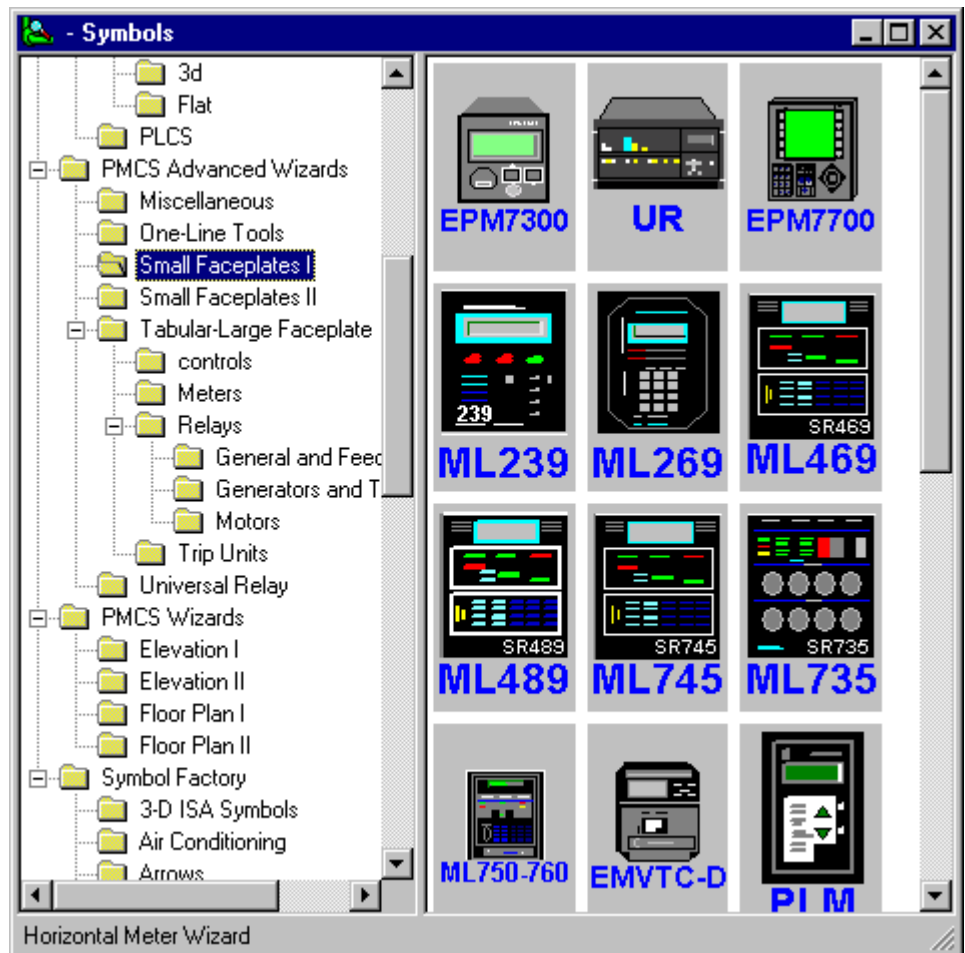 - Symbols
3d
Flat
PLCS
PMCS Advanced Wizards
Miscellaneous
One-Line Tools
Small Faceplates I
Small Faceplates II
Tabular-Large Faceplate
controls
Meters
Relays
General and Feed
Generators and T
Motors
Trip Units
Universal Relay
PMCS Wizards
Elevation I
Elevation II
Floor Plan I
Floor Plan II
Symbol Factory
3-D ISA Symbols
Air Conditioning
Arrows
EPM7300
UR
EPM7700
239
ML239
ML269
SR469
ML469
SR489
ML489
SR745
ML745
SR735
ML735
ML750-760
EMVTC-D
PLM
Horizontal Meter Wizard